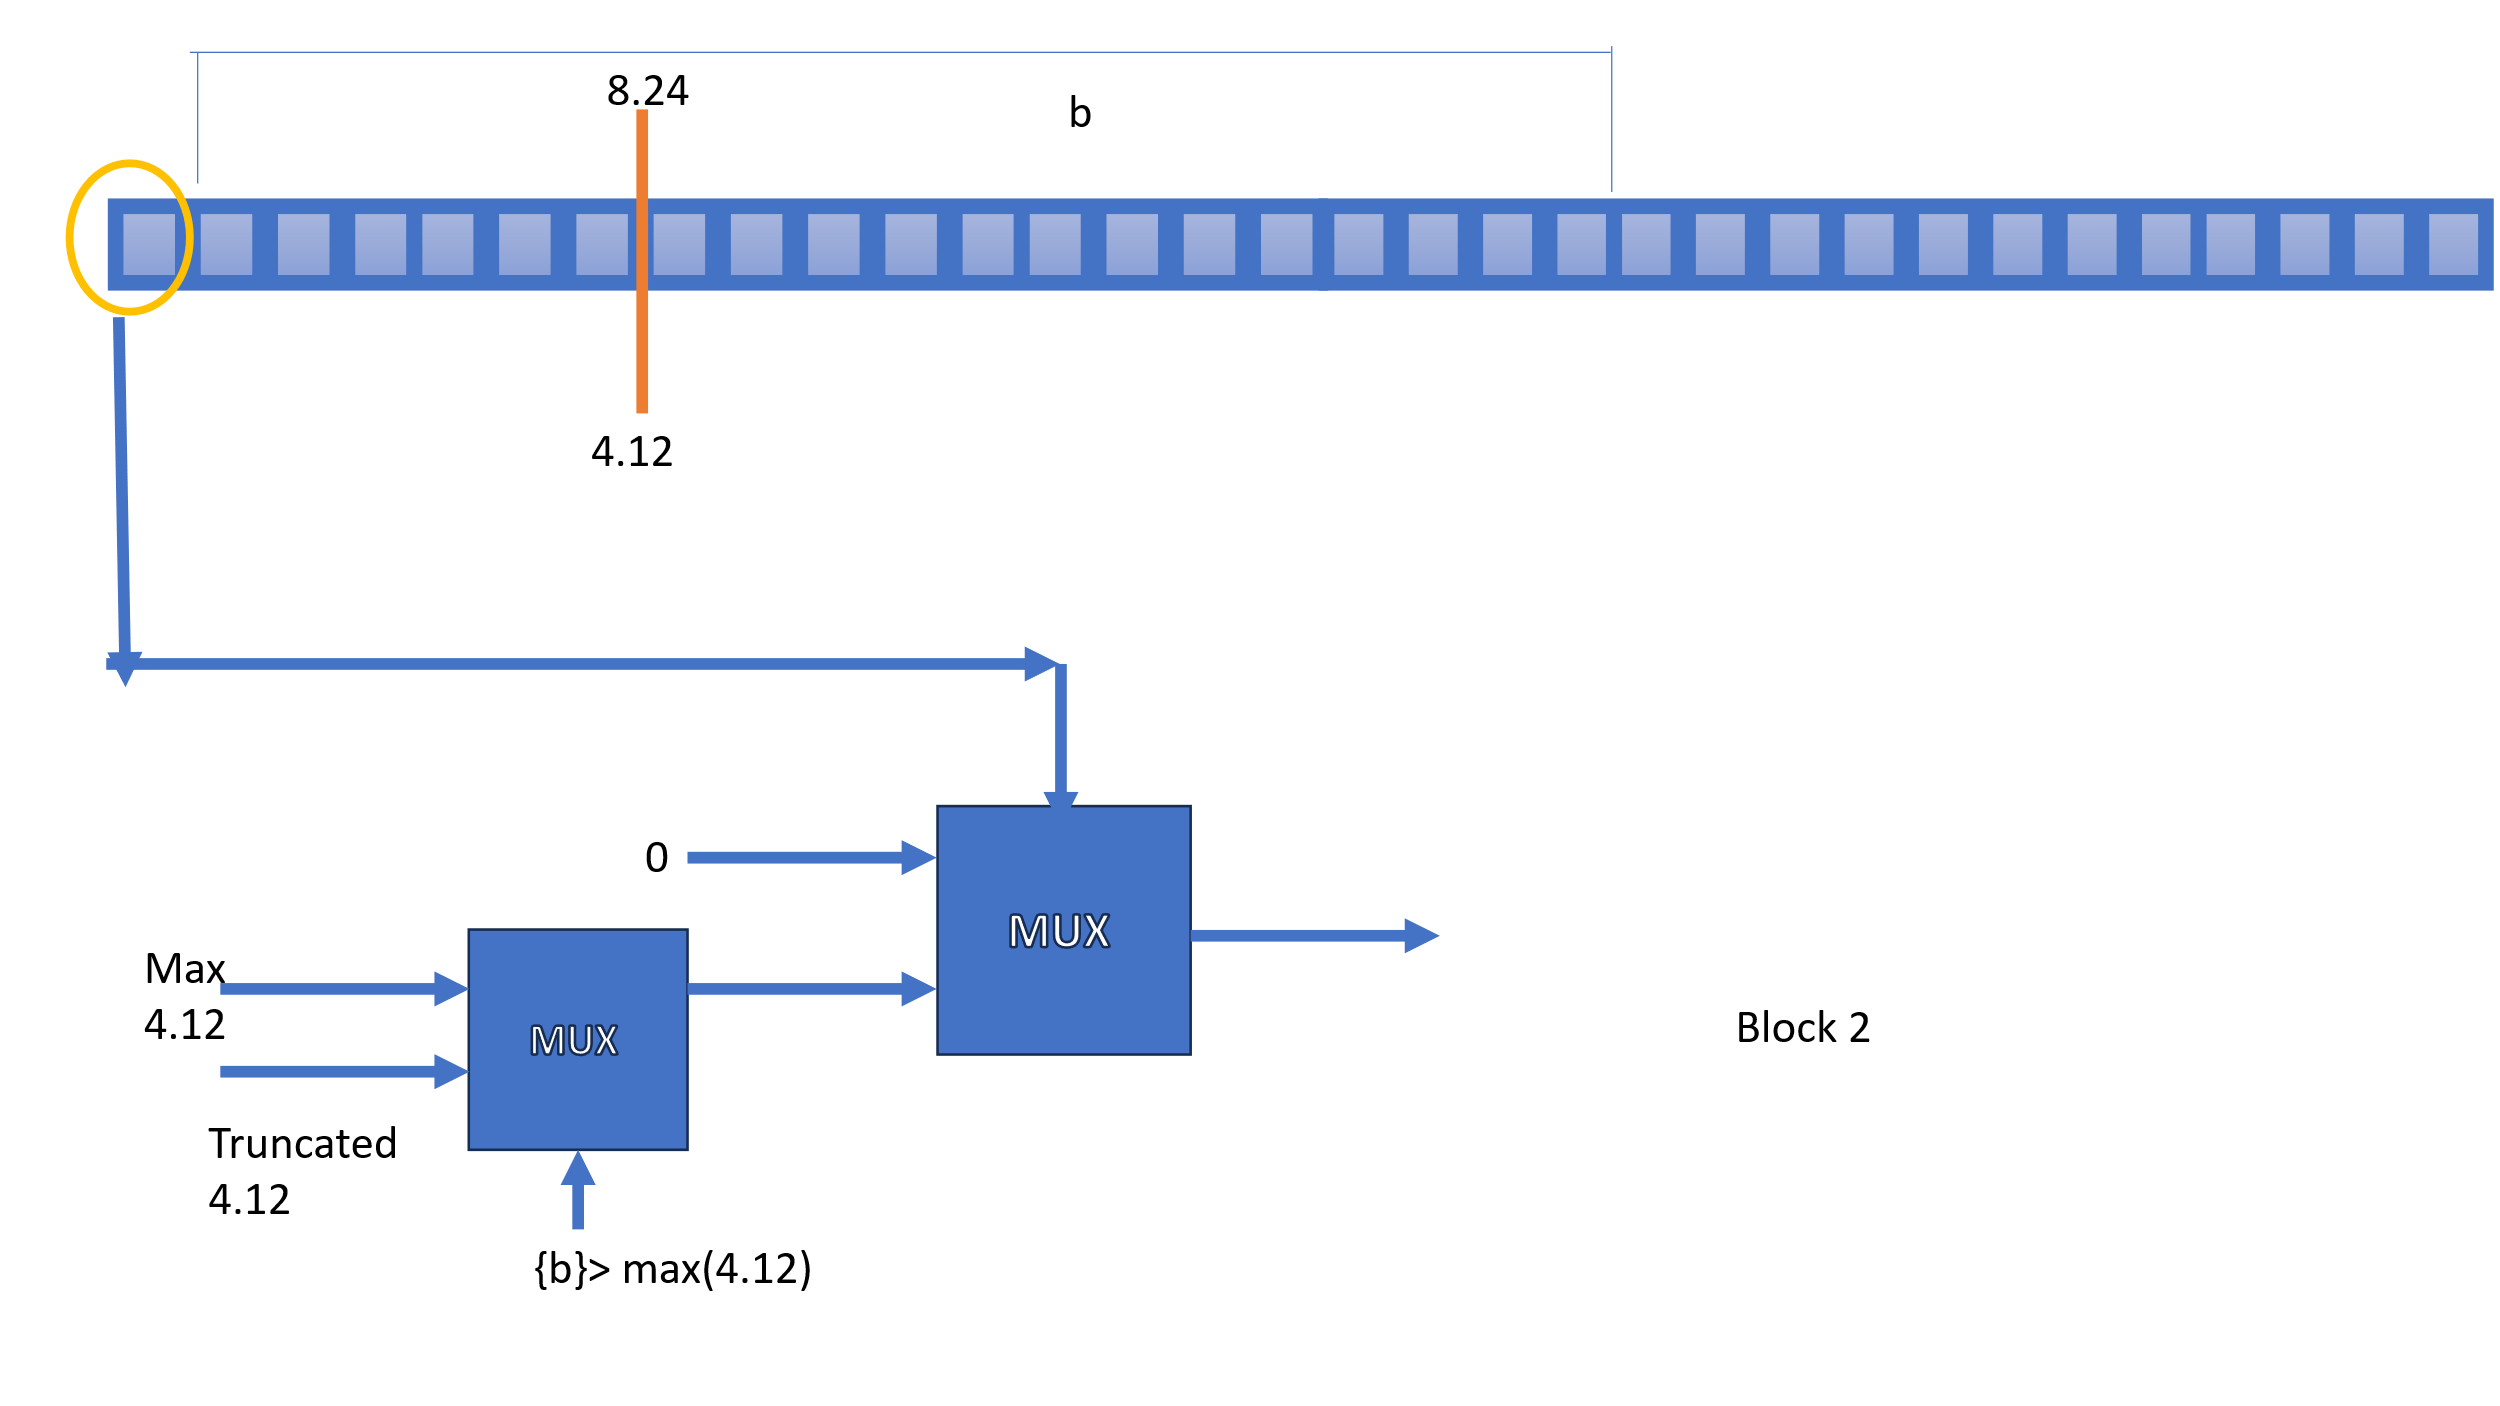 8.24
b
4.12
0
MUX
Max
4.12
MUX
Block 2
Truncated
4.12
{b}> max(4.12)